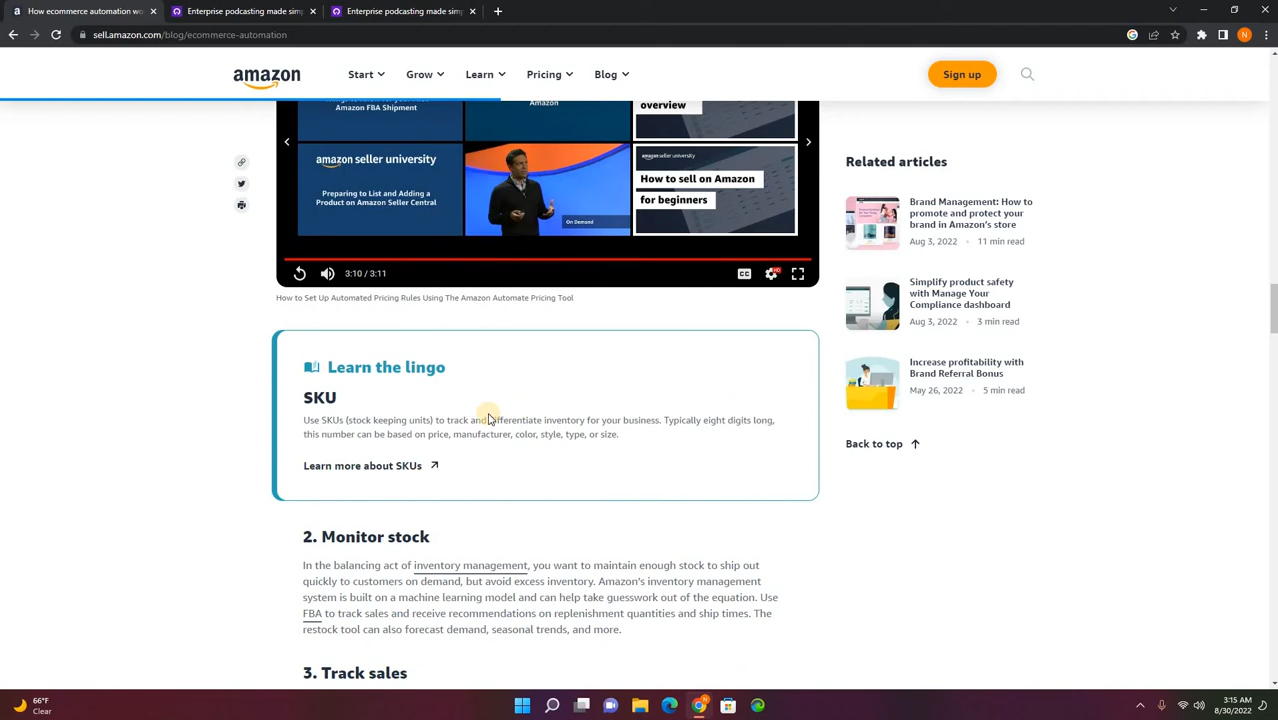 How ecommerce automation wo
Enterprise podcasting made sim
Enterprise podcasting made sim
sell.amazon.com/blog/ecommerce-automation
N
amazon
Start
Grow
Learn
Pricing
Blog
Sign up
Amazon FBA Shipment
Amazon
overview
amazon seller university
Preparing to List and Adding a
Product on Amazon Seller Central
On Demand
amazon seller university
How to sell on Amazon
for beginners
3:10 / 3:11
CC
HD
How to Set Up Automated Pricing Rules Using The Amazon Automate Pricing Tool
Learn the lingo
SKU
Use SKUs (stock keeping units) to track and differentiate inventory for your business. Typically eight digits long,
this number can be based on price, manufacturer, color, style, type, or size.
Learn more about SKUs
2. Monitor stock
In the balancing act of inventory management, you want to maintain enough stock to ship out
quickly to customers on demand, but avoid excess inventory. Amazon's inventory management
system is built on a machine learning model and can help take guesswork out of the equation. Use
FBA to track sales and receive recommendations on replenishment quantities and ship times. The
restock tool can also forecast demand, seasonal trends, and more.
3. Track sales
Related articles
Brand Management: How to
promote and protect your
brand in Amazon's store
Aug 3, 2022 • 11 min read
Simplify product safety
with Manage Your
Compliance dashboard
Aug 3, 2022 • 3 min read
Increase profitability with
Brand Referral Bonus
May 26, 2022 • 5 min read
Back to top
66°F
Clear
3:15 AM
8/30/2022